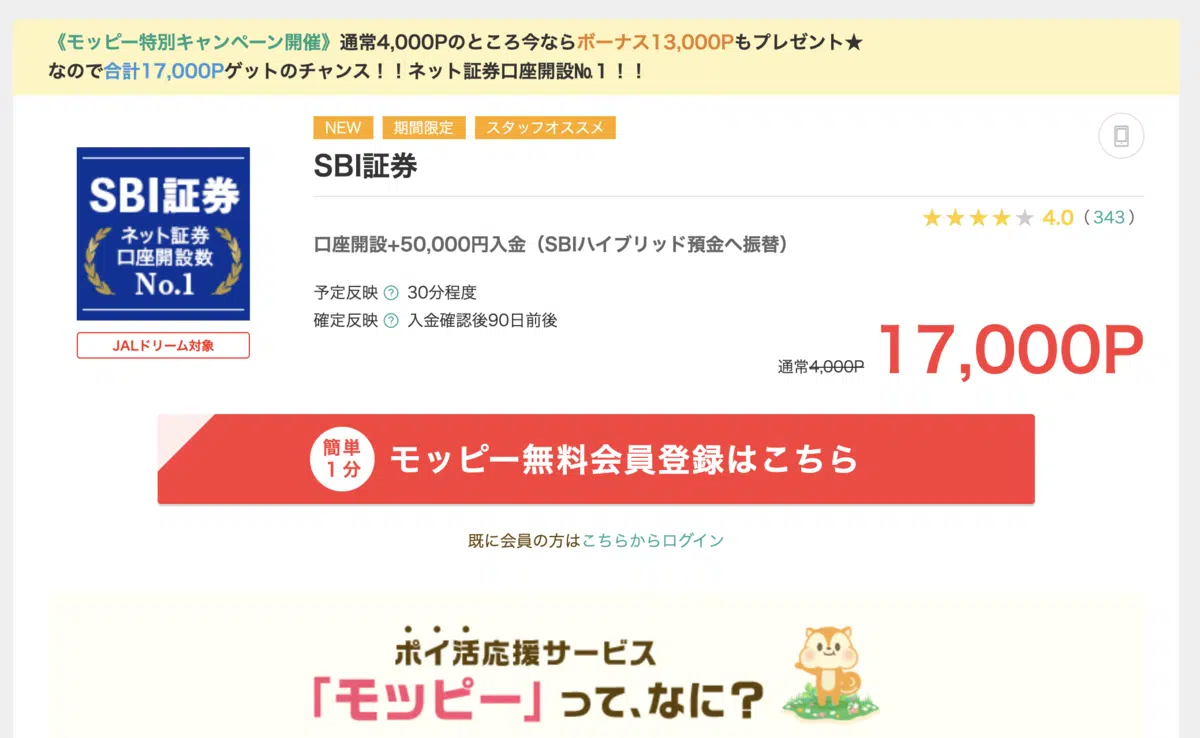 《モッピー特別キャンペーン開催》通常4,000Pのところ今ならボーナス13,000Pもプレゼント★
なので合計17,000Pゲットのチャンス！！ネット証券口座開設№１！！
NEW 期間限定 スタッフオススメ
SBI証券
SBI証券
ネット証券
口座開設数
No.1
JALドリーム対象
4.0（343）
口座開設+50,000円入金（SBIハイブリッド預金へ振替）
予定反映 ? 30分程度
確定反映 ? 入金確認後90日前後
通常4,000P 17,000P
簡単
1分
モッピー無料会員登録はこちら
既に会員の方はこちらからログイン
ポイ活応援サービス
「モッピー」って、なに？